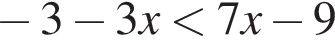 − 3 − 3x < 7x − 9